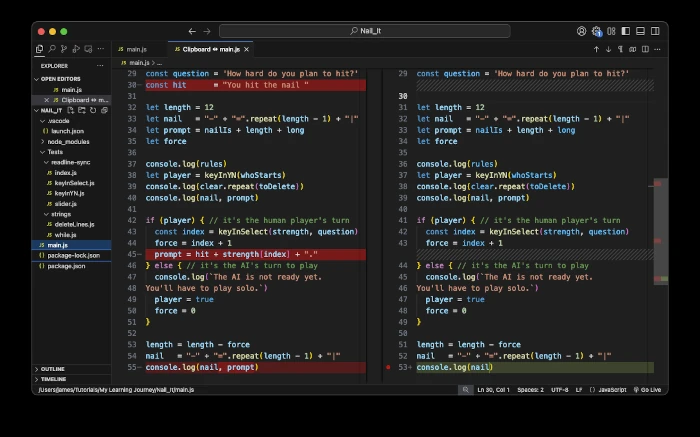 Nail_It
main.js
Clipboard ↔ main.js
EXPLORER
main.js > ...
OPEN EDITORS
main.js
Clipboard ↔ m...
NAIL_IT
.vscode
launch.json
node_modules
Tests
readline-sync
index.js
keyInSelect.js
keyInYN.js
slider.js
strings
deleteLines.js
while.js
main.js
package-lock.json
package.json
OUTLINE
TIMELINE
29 const question = 'How hard do you plan to hit?'
30— const hit      = "You hit the nail "
31
32 let length = 12
33 let nail   = "-" + "=".repeat(length - 1) + "|"
34 let prompt = nailIs + length + long
35 let force
36
37 console.log(rules)
38 let player = keyInYN(whoStarts)
39 console.log(clear.repeat(toDelete))
40 console.log(nail, prompt)
41
42 if (player) { // it's the human player's turn
43   const index = keyInSelect(strength, question)
44   force = index + 1
45—   prompt = hit + strength[index] + "."
46 } else { // it's the AI's turn to play
47   console.log(`The AI is not ready yet.
48 You'll have to play solo.`)
49   player = true
50   force = 0
51 }
52
53 length = length - force
54 nail   = "-" + "=".repeat(length - 1) + "|"
55— console.log(nail, prompt)
29 const question = 'How hard do you plan to hit?'
30
31 let length = 12
32 let nail   = "-" + "=".repeat(length - 1) + "|"
33 let prompt = nailIs + length + long
34 let force
35
36 console.log(rules)
37 let player = keyInYN(whoStarts)
38 console.log(clear.repeat(toDelete))
39 console.log(nail, prompt)
40
41 if (player) { // it's the human player's turn
42   const index = keyInSelect(strength, question)
43   force = index + 1
44 } else { // it's the AI's turn to play
45   console.log(`The AI is not ready yet.
46 You'll have to play solo.`)
47   player = true
48   force = 0
49 }
50
51 length = length - force
52 nail   = "-" + "=".repeat(length - 1) + "|"
53+ console.log(nail)
/Users/james/Tutorials/My Learning Journey/Nail_It/main.js
Ln 30, Col 1
Spaces: 2
UTF-8
LF
{} JavaScript
Go Live